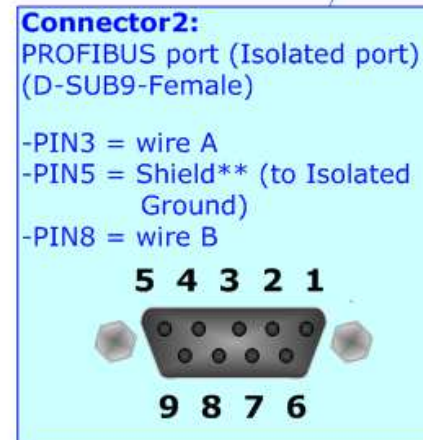 Connector2:
PROFIBUS port (Isolated port)
(D-SUB9-Female)
-PIN3 = wire A
-PIN5 = Shield** (to Isolated
Ground)
-PIN8 = wire B
5 4 3 2 1
9 8 7 6